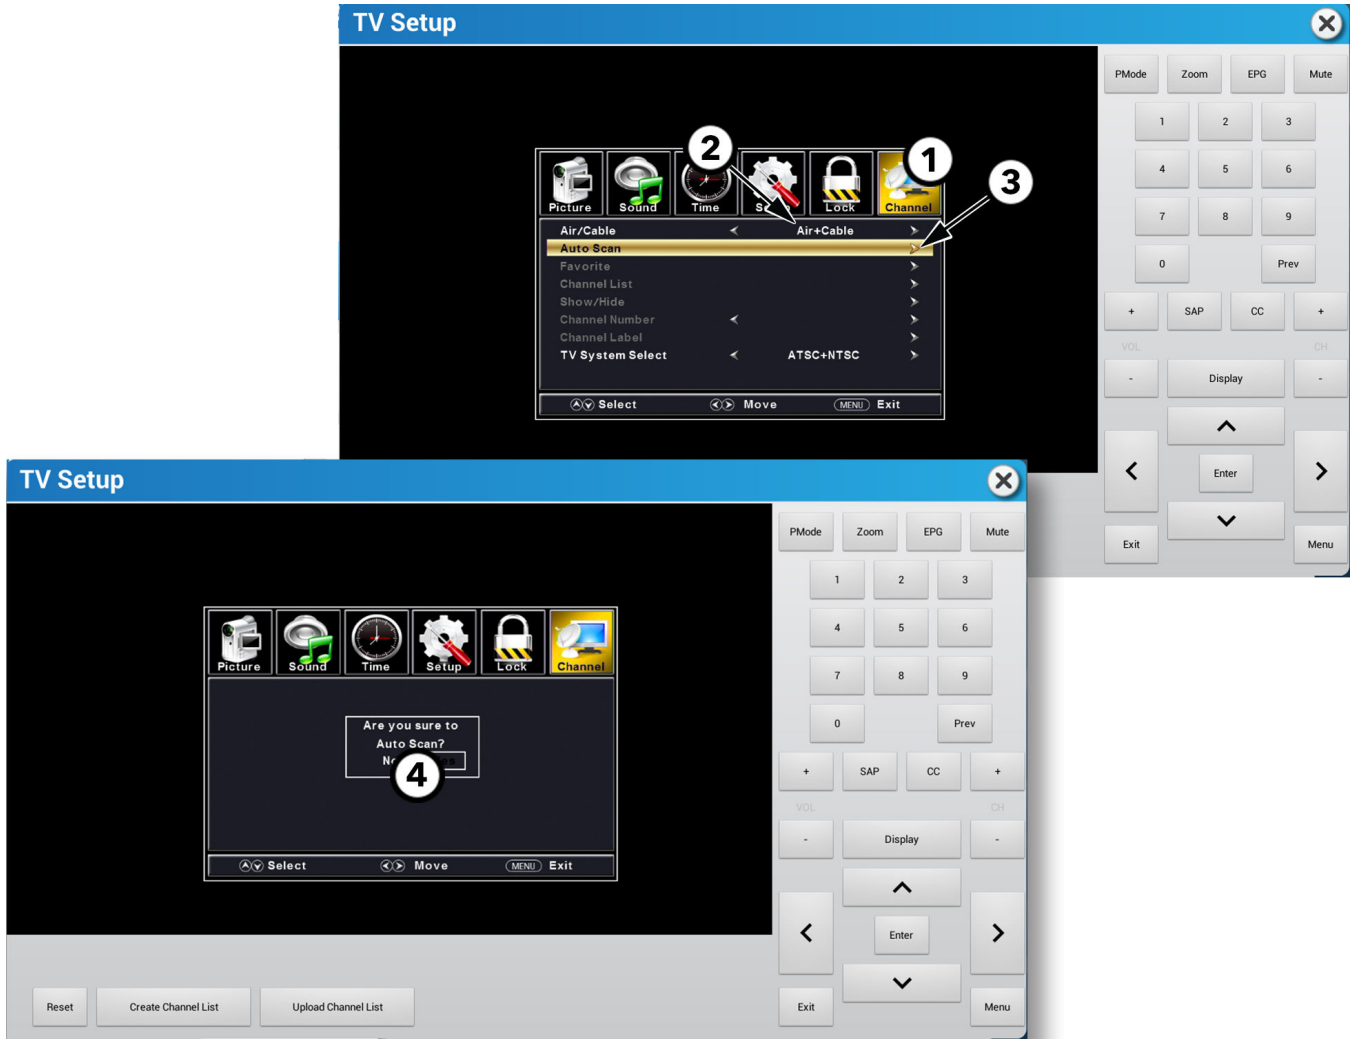 TV Setup
PMode Zoom EPG Mute
1 2 3
4 5 6
7 8 9
0 Prev
+ SAP CC +
VOL CH
- Display -
Enter
Exit Menu
2 1 3
Picture Sound Time Lock Channel
Air/Cable Air+Cable
Auto Scan
Favorite
Channel List
Show/Hide
Channel Number
Channel Label
TV System Select ATSC+NTSC
Select Move MENU Exit
TV Setup
PMode Zoom EPG Mute
1 2 3
4 5 6
7 8 9
0 Prev
+ SAP CC +
VOL CH
- Display -
Enter
Exit Menu
Picture Sound Time Setup Lock Channel
Are you sure to
Auto Scan?
No
4
Select Move MENU Exit
Reset Create Channel List Upload Channel List